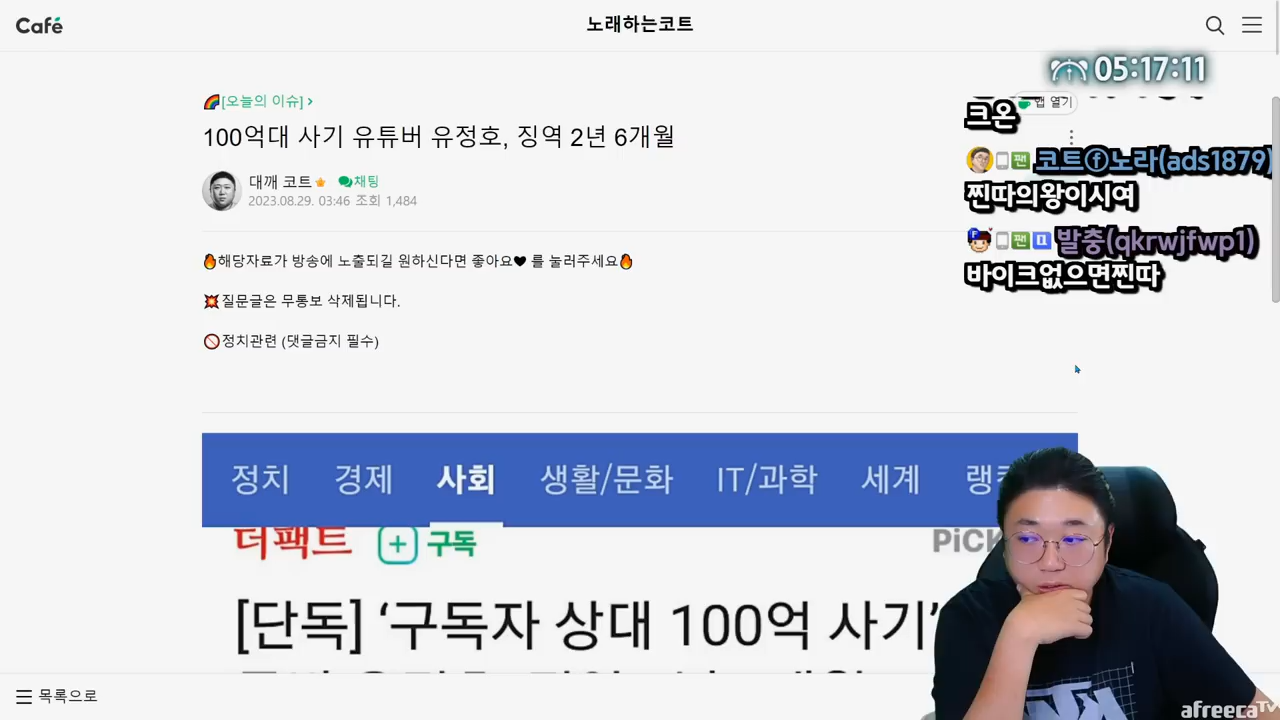 Café
노래하는코트
05:17:11
[오늘의 이슈] >
앱 열기
크온
100억대 사기 유튜버 유정호, 징역 2년 6개월
코트ⓕ노라(ads1879)
찐따의왕이시여
대깨 코트 채팅
2023.08.29. 03:46 조회 1,484
발충(qkrwjfwp1)
바이크없으면찐따
해당자료가 방송에 노출되길 원하신다면 좋아요 를 눌러주세요
질문글은 무통보 삭제됩니다.
정치관련 (댓글금지 필수)
정치 경제 사회 생활/문화 IT/과학 세계
더팩트 구독
PiCK
[단독] ‘구독자 상대 100억 사기’
목록으로
afreecaTV